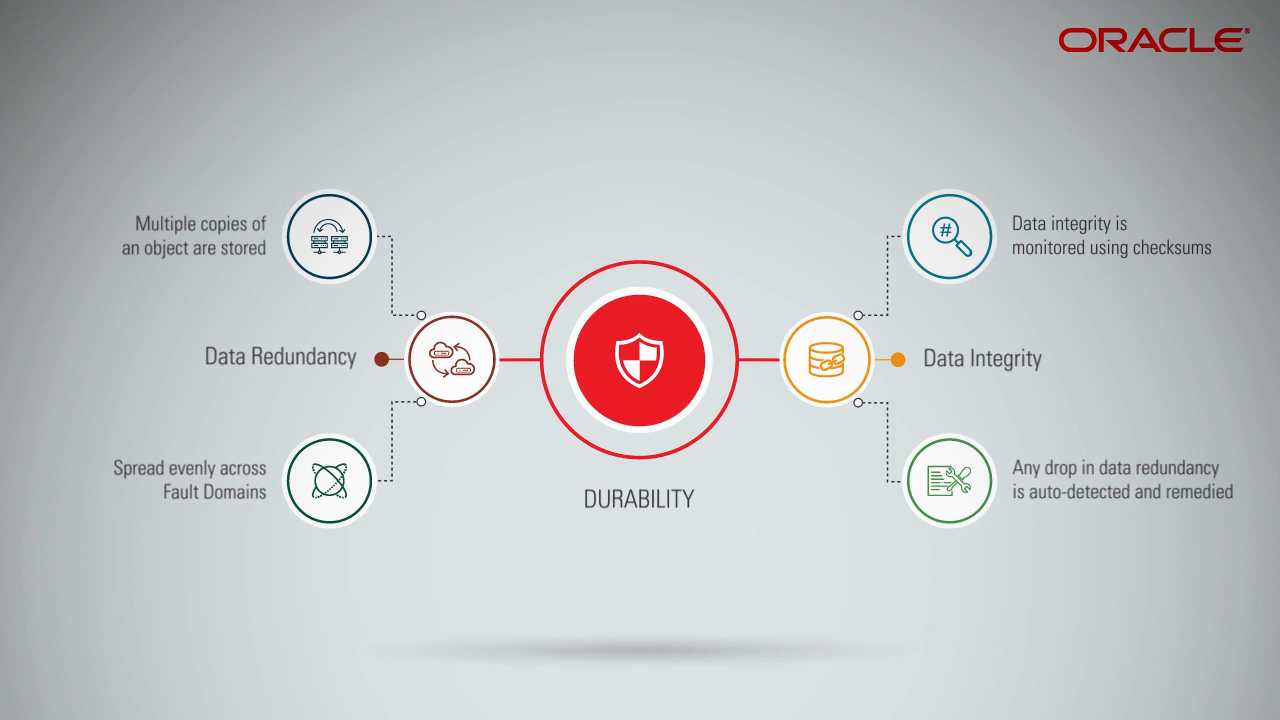 ORACLE®
Multiple copies of
an object are stored
Data Redundancy
Spread evenly across
Fault Domains
DURABILITY
#
Data integrity is
monitored using checksums
Data Integrity
Any drop in data redundancy
is auto-detected and remedied